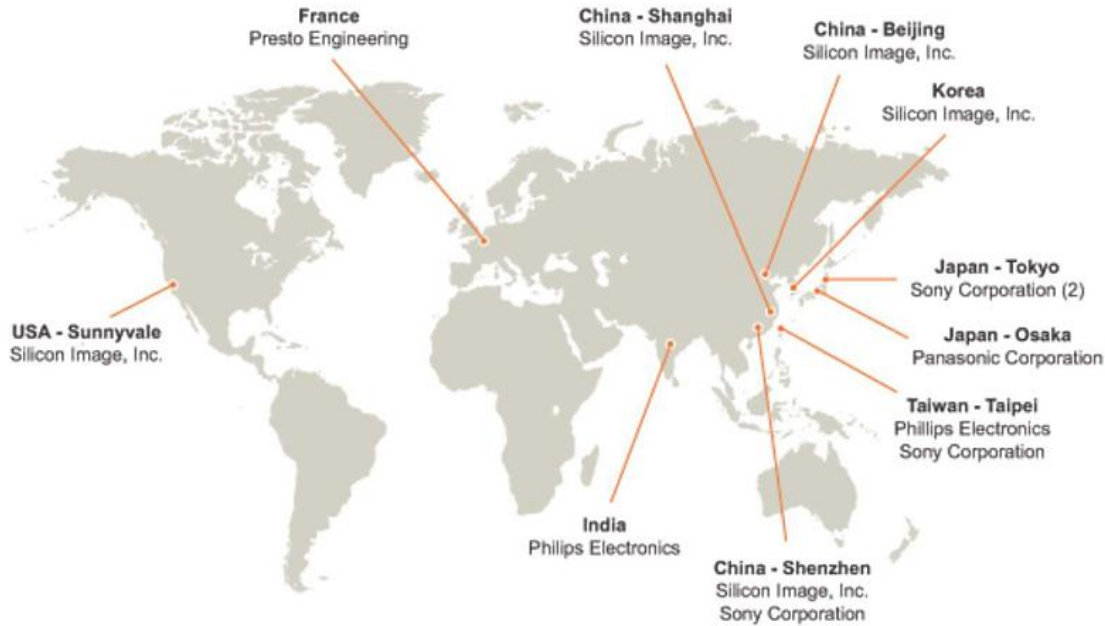 France
Presto Engineering
China - Shanghai
Silicon Image, Inc.
China - Beijing
Silicon Image, Inc.
Korea
Silicon Image, Inc.
Japan - Tokyo
Sony Corporation (2)
USA - Sunnyvale
Silicon Image, Inc.
Japan - Osaka
Panasonic Corporation
Taiwan - Taipei
Phillips Electronics
Sony Corporation
India
Philips Electronics
China - Shenzhen
Silicon Image, Inc.
Sony Corporation